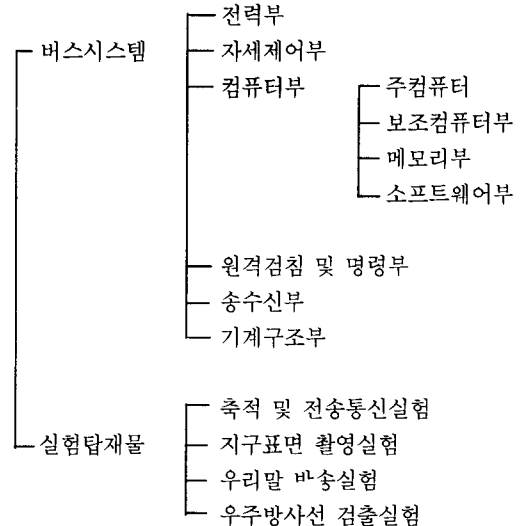 전력부
버스시스템
자세제어부
컴퓨터부
주컴퓨터
보조컴퓨터부
메모리부
소프트웨어부
원격검침 및 명령부
송수신부
기계구조부
축적 및 전송통신실험
실험탑재물
지구표면 촬영실험
우리말 방송실험
우주방사선 검출실험